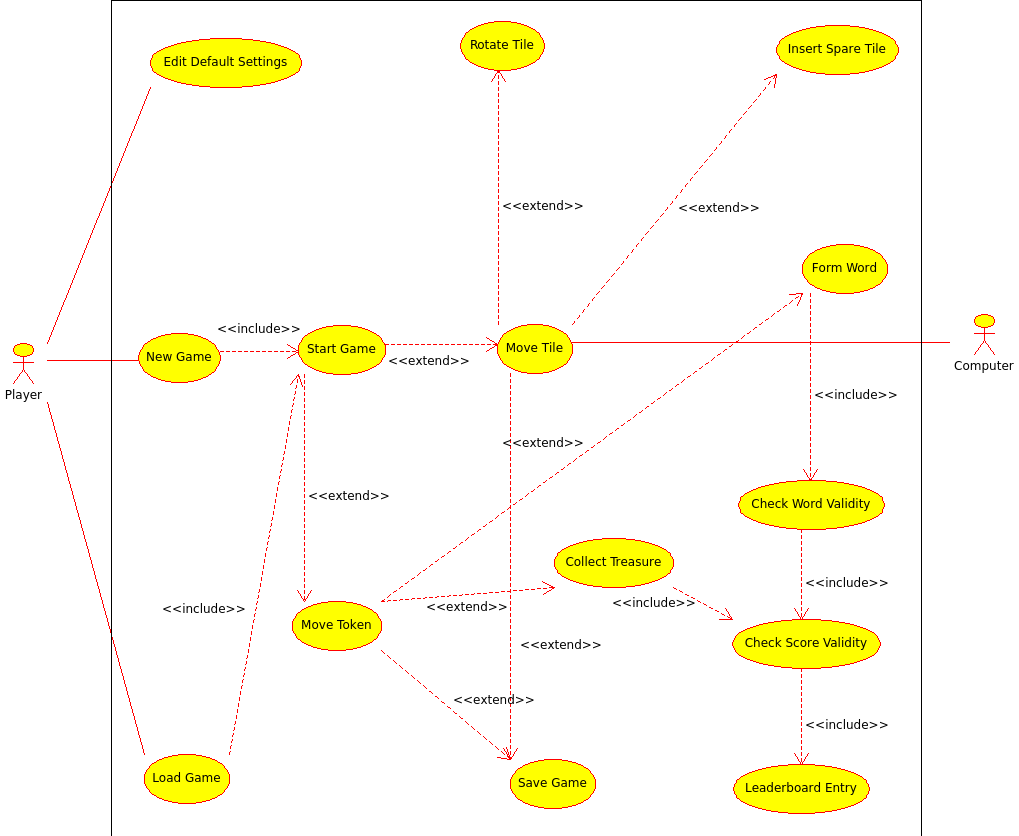 Rotate Tile
Insert Spare Tile
Edit Default Settings
<<extend>>
<<extend>>
Form Word
<<include>>
New Game
Start Game
<<extend>>
Move Tile
Computer
Player
<<include>>
<<extend>>
<<extend>>
Check Word Validity
Collect Treasure
<<include>>
<<include>>
<<include>>
<<extend>>
Move Token
<<extend>>
Check Score Validity
<<extend>>
<<include>>
Load Game
Save Game
Leaderboard Entry